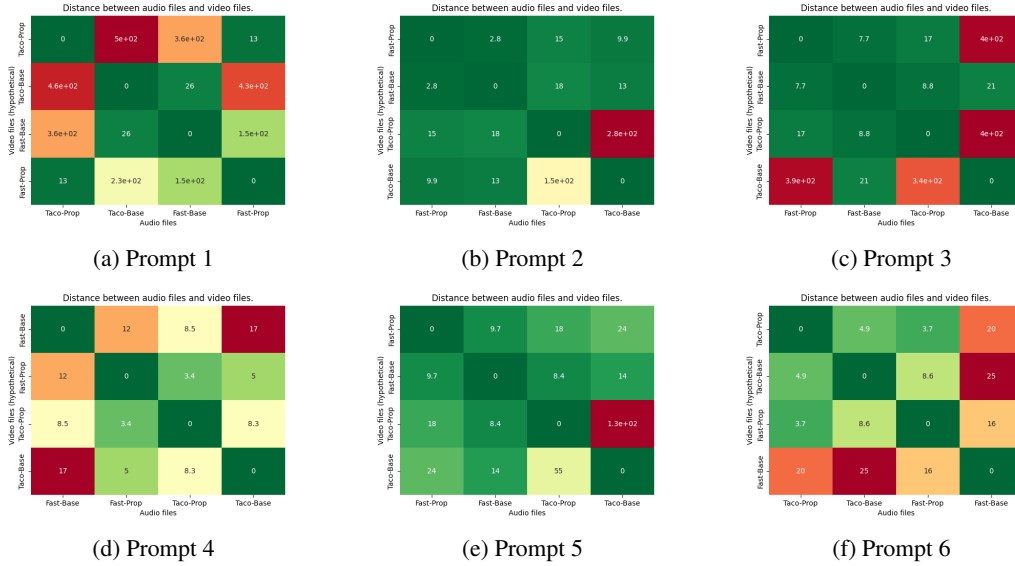 Distance between audio files and video files.
Video files (hypothetical)
Taco-Prop
0
5e+02
3.6e+02
13
Taco-Base
4.6e+02
0
26
4.3e+02
Fast-Base
3.6e+02
26
0
1.5e+02
Fast-Prop
13
2.3e+02
1.5e+02
0
Taco-Prop
Taco-Base
Fast-Base
Fast-Prop
Audio files
(a) Prompt 1
Distance between audio files and video files.
Video files (hypothetical)
Fast-Prop
0
2.8
15
9.9
Fast-Base
2.8
0
18
13
Taco-Prop
15
18
0
2.8e+02
Taco-Base
9.9
13
1.5e+02
0
Fast-Prop
Fast-Base
Taco-Prop
Taco-Base
Audio files
(b) Prompt 2
Distance between audio files and video files.
Video files (hypothetical)
Fast-Prop
0
7.7
17
4e+02
Fast-Base
7.7
0
8.8
21
Taco-Prop
17
8.8
0
4e+02
Taco-Base
3.9e+02
21
3.4e+02
0
Fast-Prop
Fast-Base
Taco-Prop
Taco-Base
Audio files
(c) Prompt 3
Distance between audio files and video files.
Video files (hypothetical)
Fast-Base
0
12
8.5
17
Fast-Prop
12
0
3.4
5
Taco-Prop
8.5
3.4
0
8.3
Taco-Base
17
5
8.3
0
Fast-Base
Fast-Prop
Taco-Prop
Taco-Base
Audio files
(d) Prompt 4
Distance between audio files and video files.
Video files (hypothetical)
Fast-Prop
0
9.7
18
24
Fast-Base
9.7
0
8.4
14
Taco-Prop
18
8.4
0
1.3e+02
Taco-Base
24
14
55
0
Fast-Prop
Fast-Base
Taco-Prop
Taco-Base
Audio files
(e) Prompt 5
Distance between audio files and video files.
Video files (hypothetical)
Taco-Prop
0
4.9
3.7
20
Taco-Base
4.9
0
8.6
25
Fast-Prop
3.7
8.6
0
16
Fast-Base
20
25
16
0
Taco-Prop
Taco-Base
Fast-Prop
Fast-Base
Audio files
(f) Prompt 6